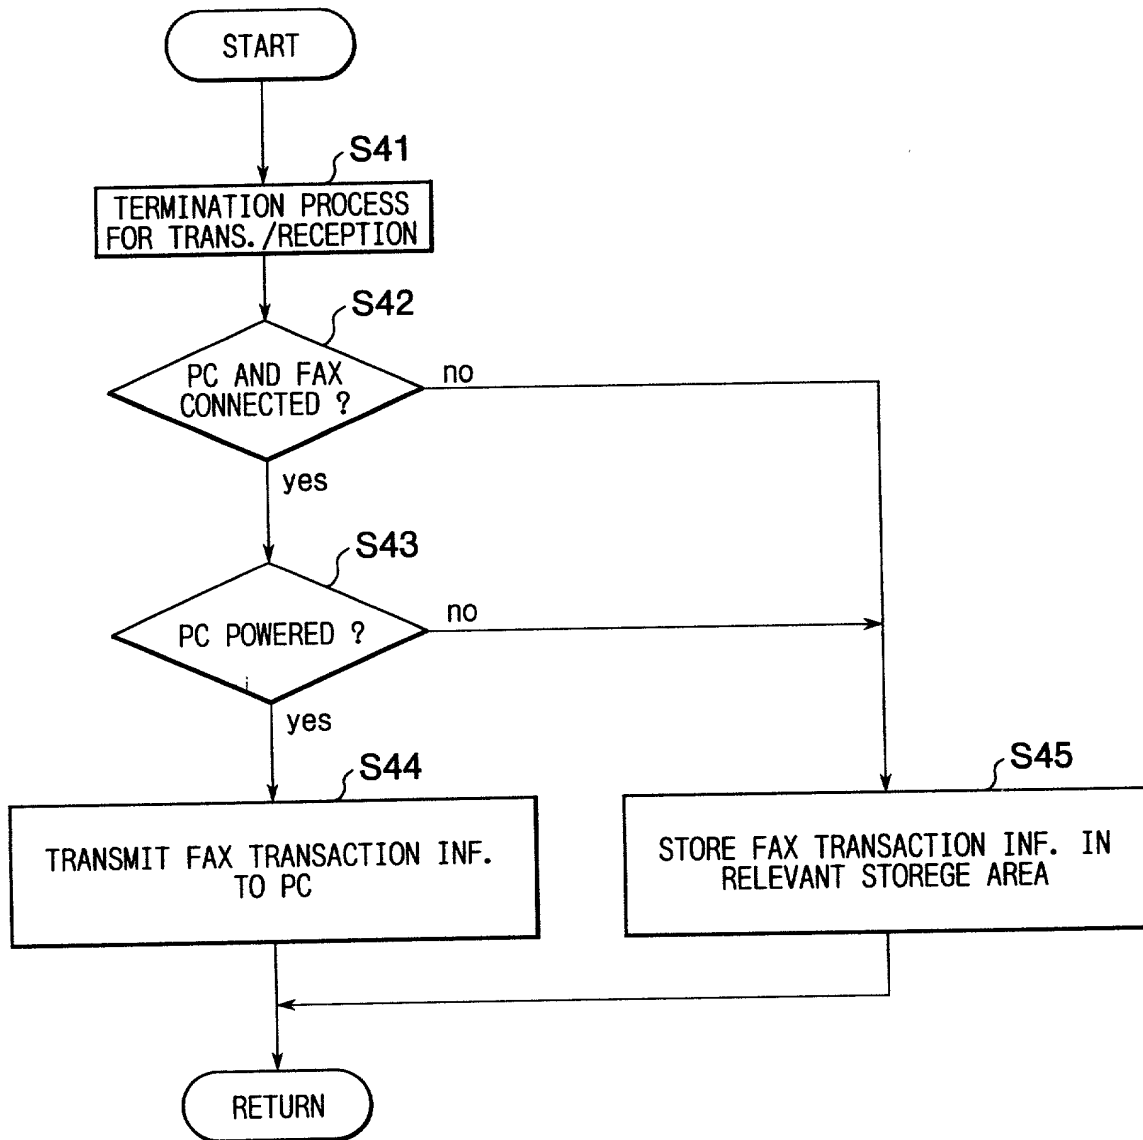 START
S41
TERMINATION PROCESS
FOR TRANS./RECEPTION
S42
PC AND FAX
CONNECTED ?
no
yes
S43
PC POWERED ?
no
yes
S44
TRANSMIT FAX TRANSACTION INF.
TO PC
S45
STORE FAX TRANSACTION INF. IN
RELEVANT STOREGE AREA
RETURN